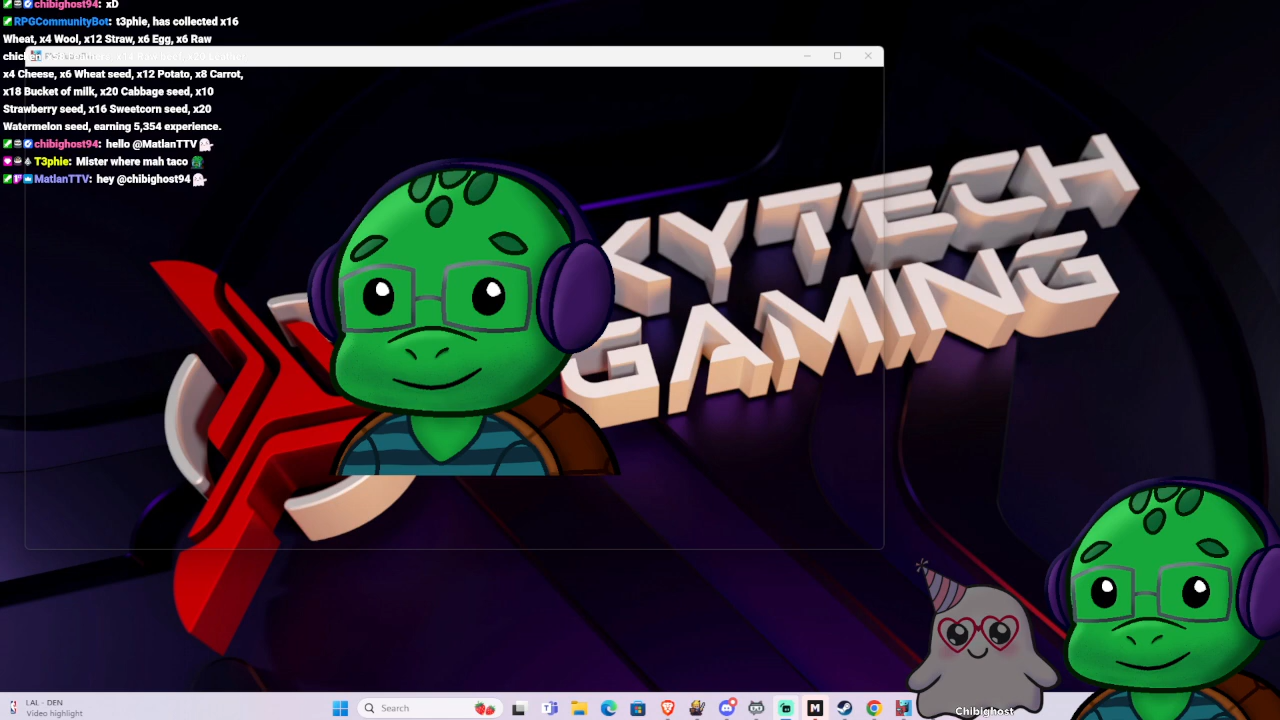 chibighost94: xD
RPGCommunityBot: t3phie, has collected x16
Wheat, x4 Wool, x12 Straw, x6 Egg, x6 Raw
x4 Cheese, x6 Wheat seed, x12 Potato, x8 Carrot,
x18 Bucket of milk, x20 Cabbage seed, x10
Strawberry seed, x16 Sweetcorn seed, x20
Watermelon seed, earning 5,354 experience.
chibighost94: hello @MatlanTTV
T3phie: Mister where mah taco
MatlanTTV: hey @chibighost94
KYTECH
GAMING
Chibighost
LAL - DEN
Video highlight
Search